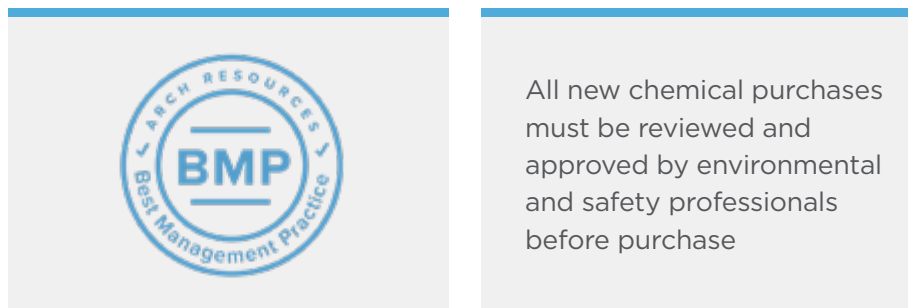 ARCH RESOURCES
BMP
Best Management Practice
All new chemical purchases
must be reviewed and
approved by environmental
and safety professionals
before purchase